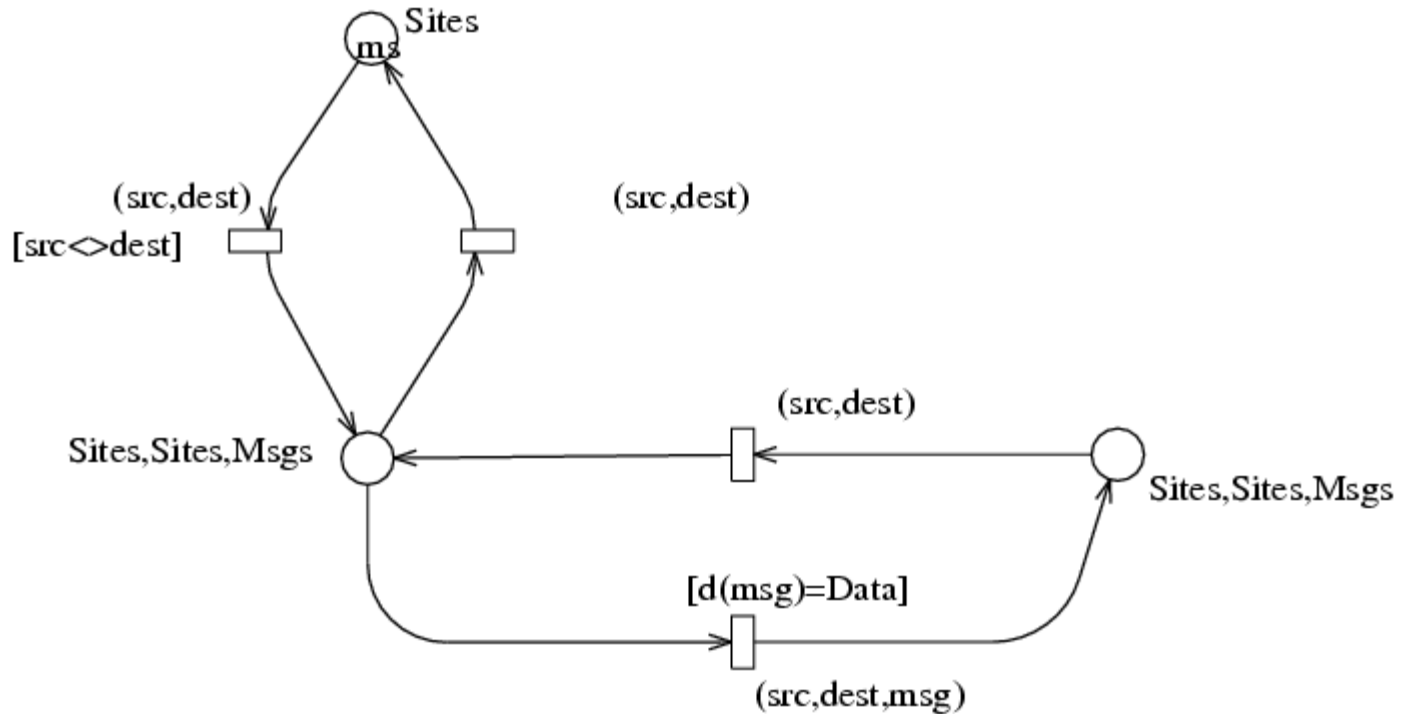 Sites
ms
(src,dest)
(src,dest)
[src<>dest]
(src,dest)
Sites,Sites,Msgs
Sites,Sites,Msgs
[d(msg)=Data]
(src,dest,msg)